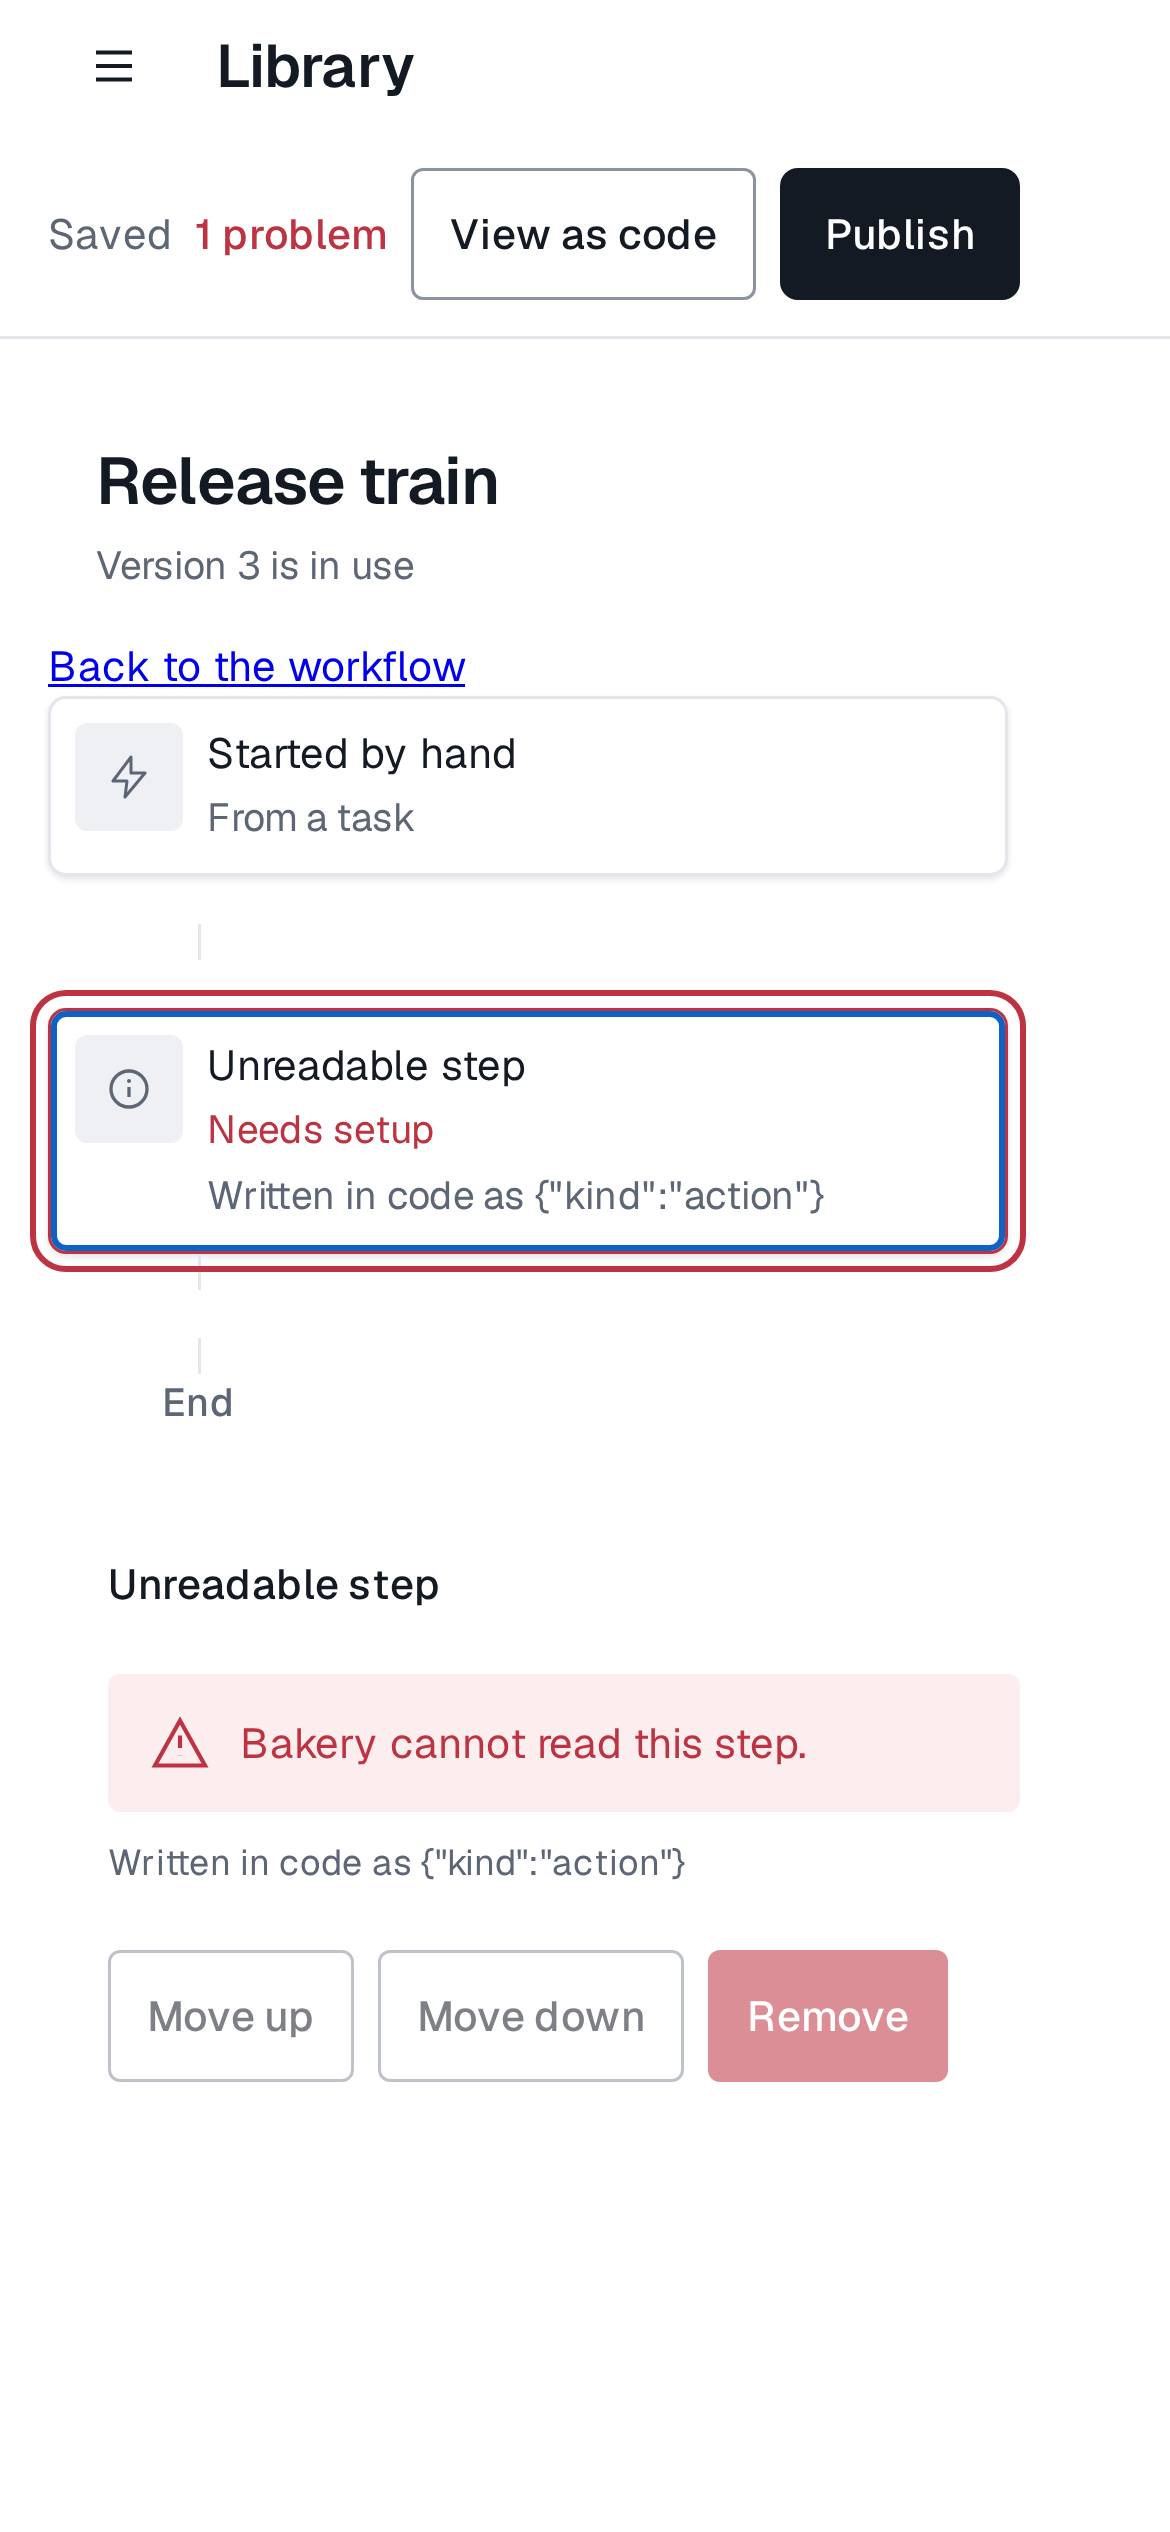 Library
Saved 1 problem View as code Publish
Release train
Version 3 is in use
Back to the workflow
Started by hand
From a task
Unreadable step
Needs setup
Written in code as {"kind":"action"}
End
Unreadable step
Bakery cannot read this step.
Written in code as {"kind":"action"}
Move up Move down Remove